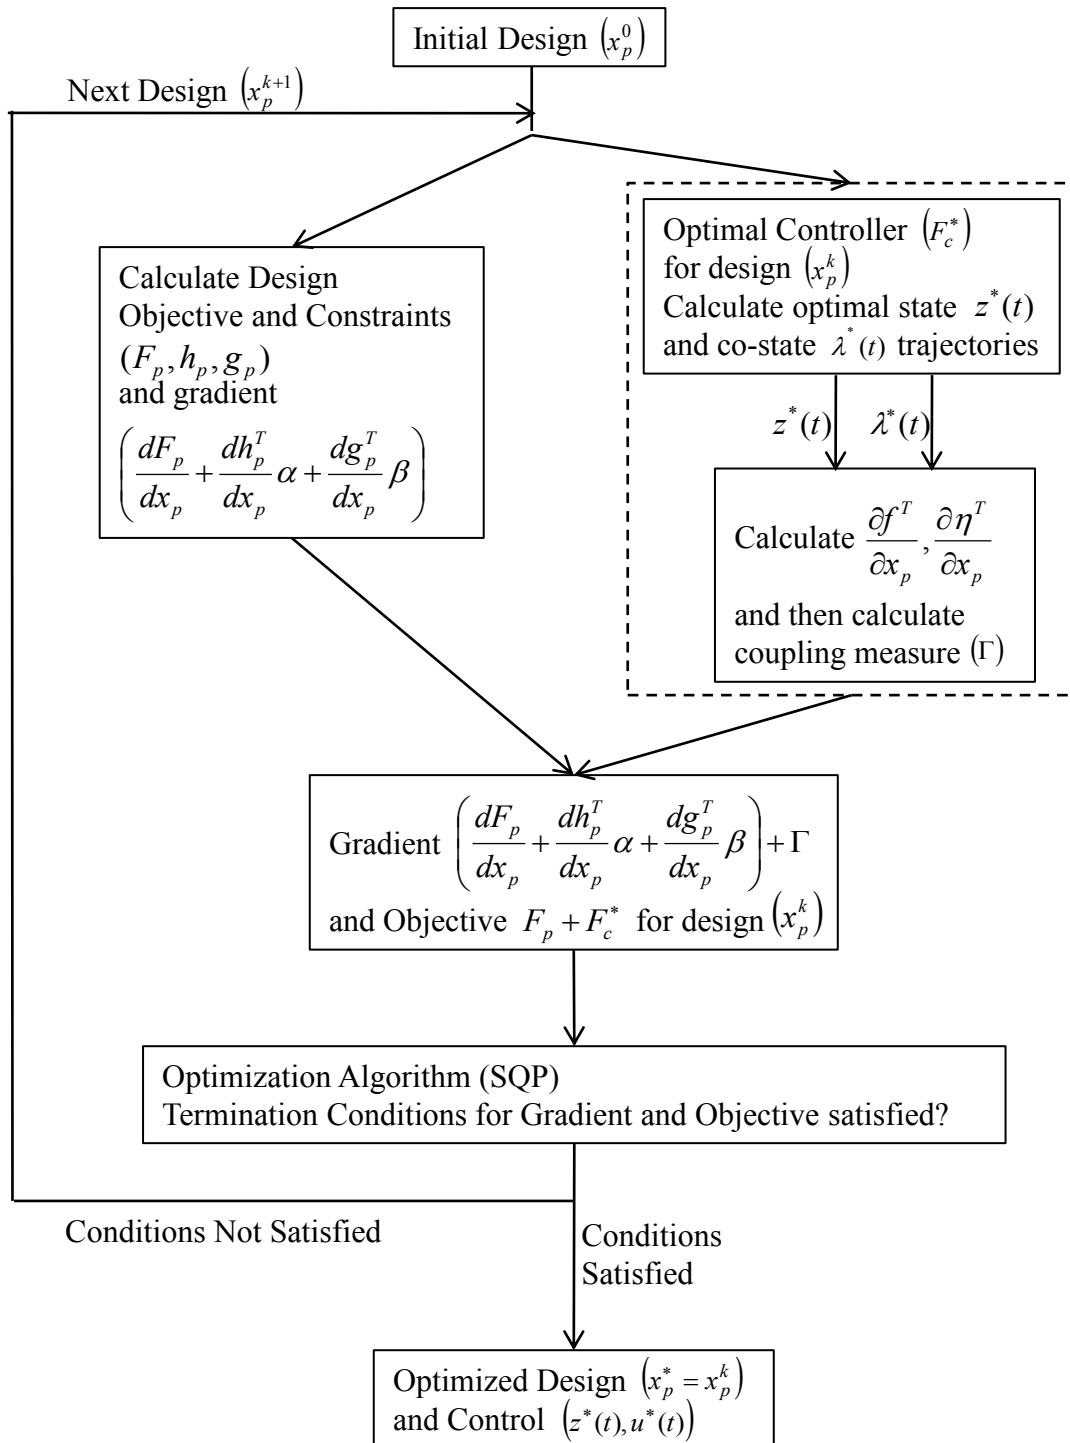 Initial Design (x_p^0)
Next Design (x_p^{k+1})
Calculate Design
Objective and Constraints
(F_p, h_p, g_p)
and gradient
(dF_p/dx_p + dh_p^T/dx_p α + dg_p^T/dx_p β)
Optimal Controller (F_c^*)
for design (x_p^k)
Calculate optimal state z^*(t)
and co-state λ^*(t) trajectories
z^*(t) λ^*(t)
Calculate ∂f^T/∂x_p, ∂η^T/∂x_p
and then calculate
coupling measure (Γ)
Gradient (dF_p/dx_p + dh_p^T/dx_p α + dg_p^T/dx_p β) + Γ
and Objective F_p + F_c^* for design (x_p^k)
Optimization Algorithm (SQP)
Termination Conditions for Gradient and Objective satisfied?
Conditions Not Satisfied
Conditions
Satisfied
Optimized Design (x_p^* = x_p^k)
and Control (z^*(t), u^*(t))